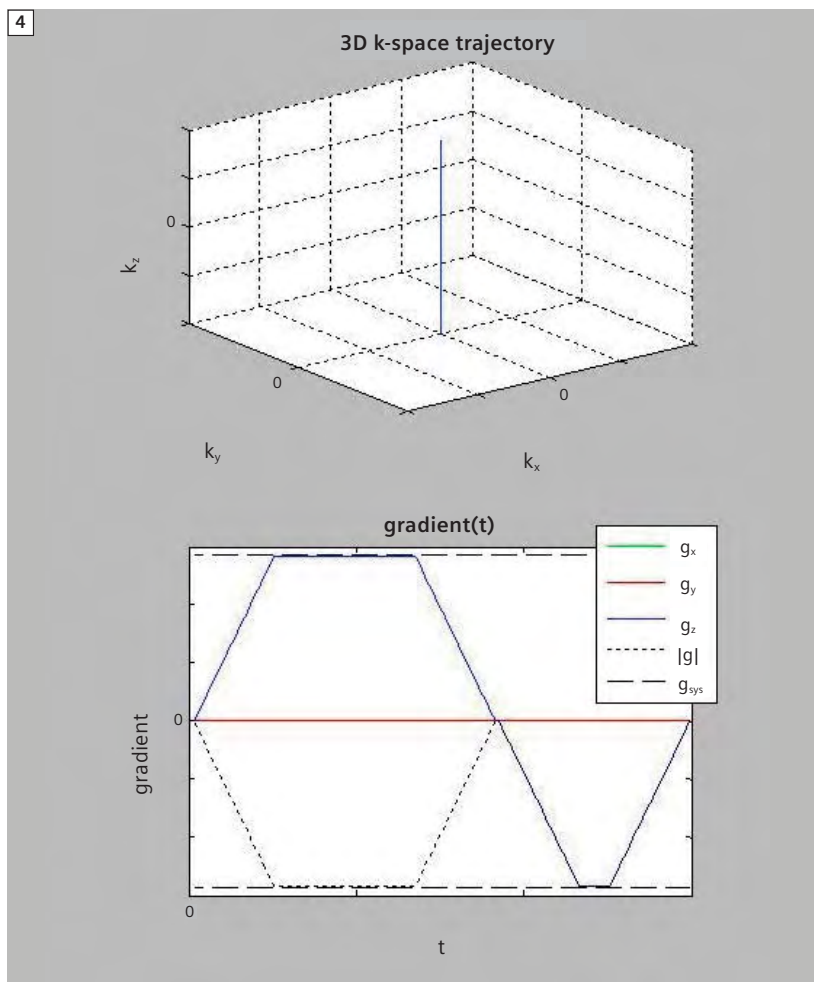 4
3D k-space trajectory
0
kz
0
ky
0
kx
gradient(t)
gx
gy
gz
|g|
gsys
0
gradient
0
t